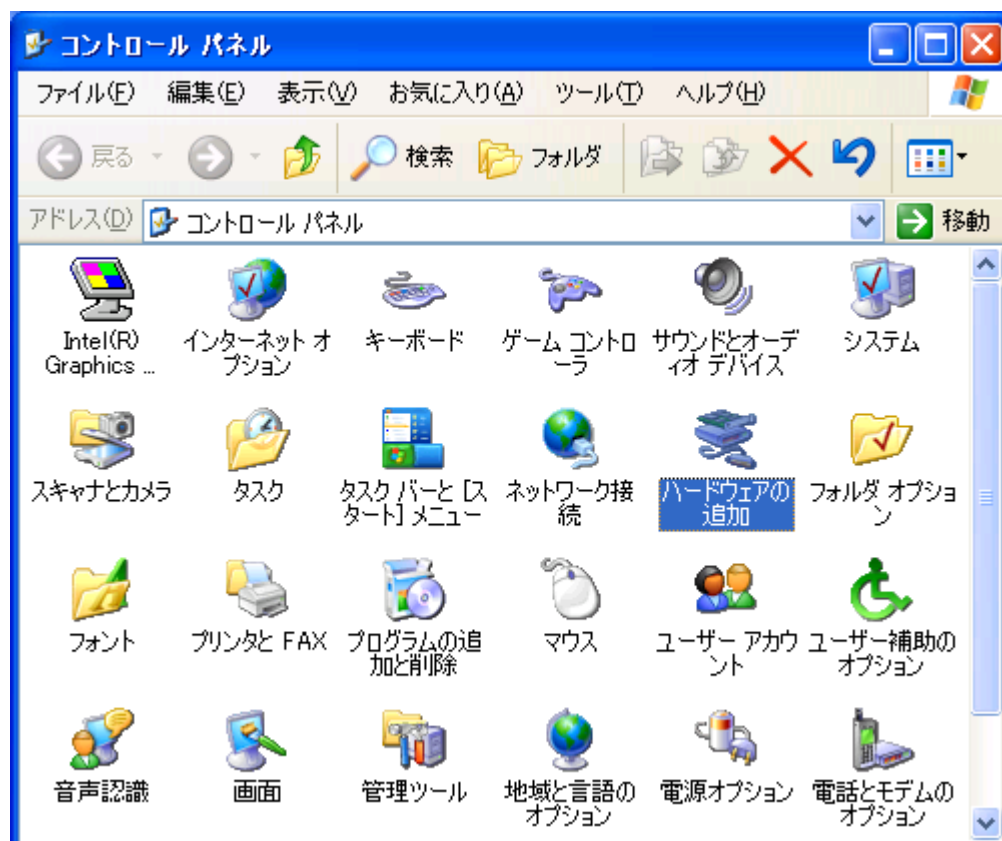 コントロール パネル
ファイル(F) 編集(E) 表示(V) お気に入り(A) ツール(T) ヘルプ(H)
戻る 検索 フォルダ
アドレス(D) コントロール パネル 移動
Intel(R)
Graphics ...
インターネット オ
プション
キーボード
ゲーム コントロ
ーラ
サウンドとオーデ
ィオ デバイス
システム
スキャナとカメラ
タスク
タスク バーと [ス
タート] メニュー
ネットワーク接
続
ハードウェアの
追加
フォルダ オプショ
ン
フォント
プリンタと FAX
プログラムの追
加と削除
マウス
ユーザー アカウ
ント
ユーザー補助の
オプション
音声認識
画面
管理ツール
地域と言語の
オプション
電源オプション
電話とモデムの
オプション